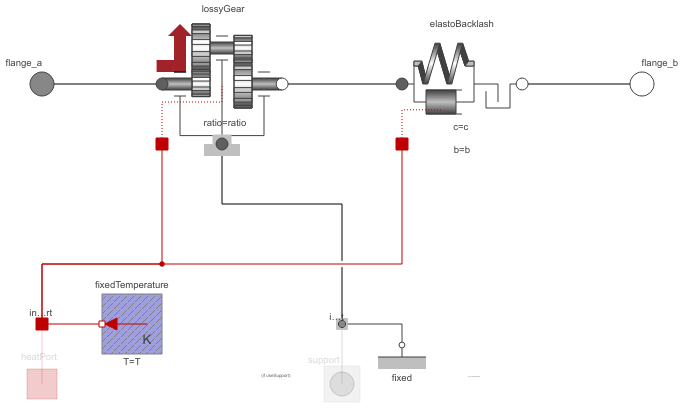 lossyGear
elastoBacklash
flange_a
flange_b
ratio=ratio
c=c
b=b
fixedTemperature
in...rt
i...t
K
heatPort
T=T
support
(if useSupport)
fixed